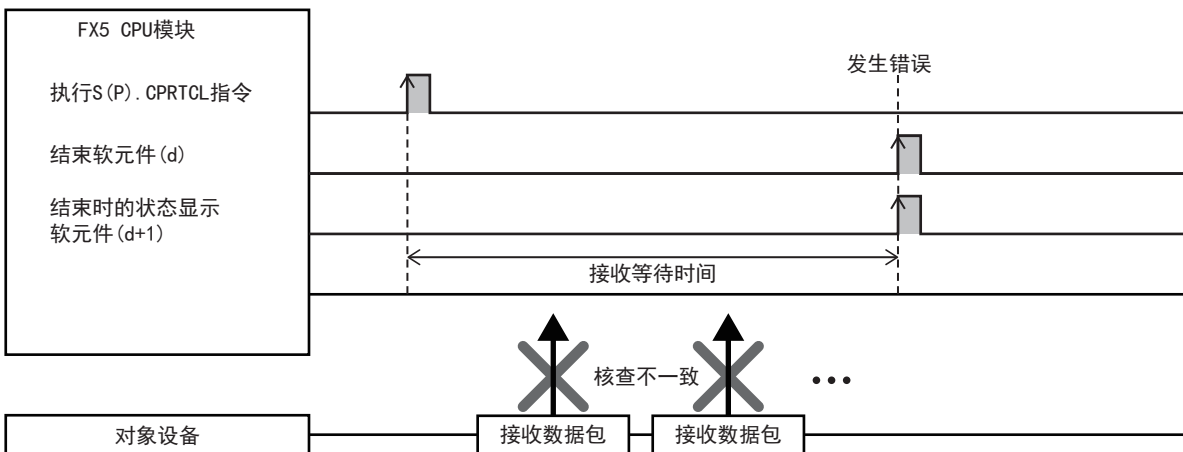 FX5 CPU模块
发生错误
执行S(P).CPRTCL指令
结束软元件(d)
结束时的状态显示
软元件(d+1)
接收等待时间
核查不一致
•••
对象设备
接收数据包
接收数据包